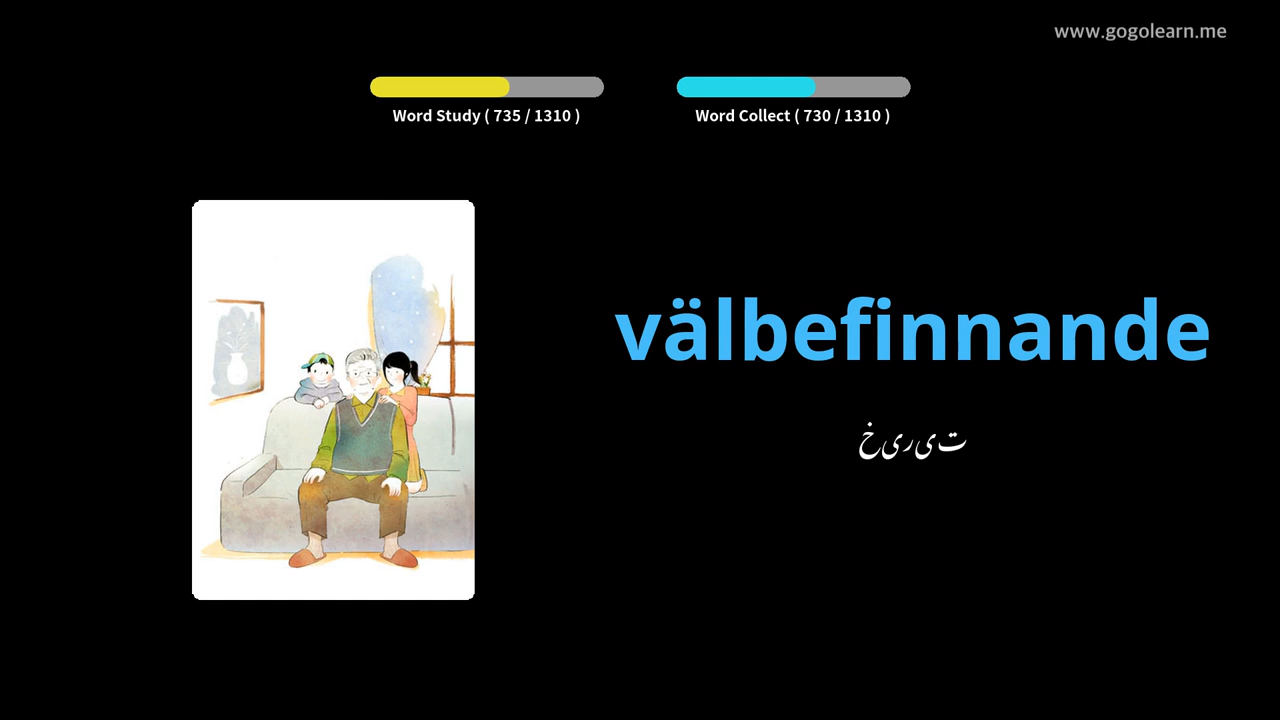 www.gogolearn.me
Word Study ( 735 / 1310 )
Word Collect ( 730 / 1310 )
välbefinnande
خیریت